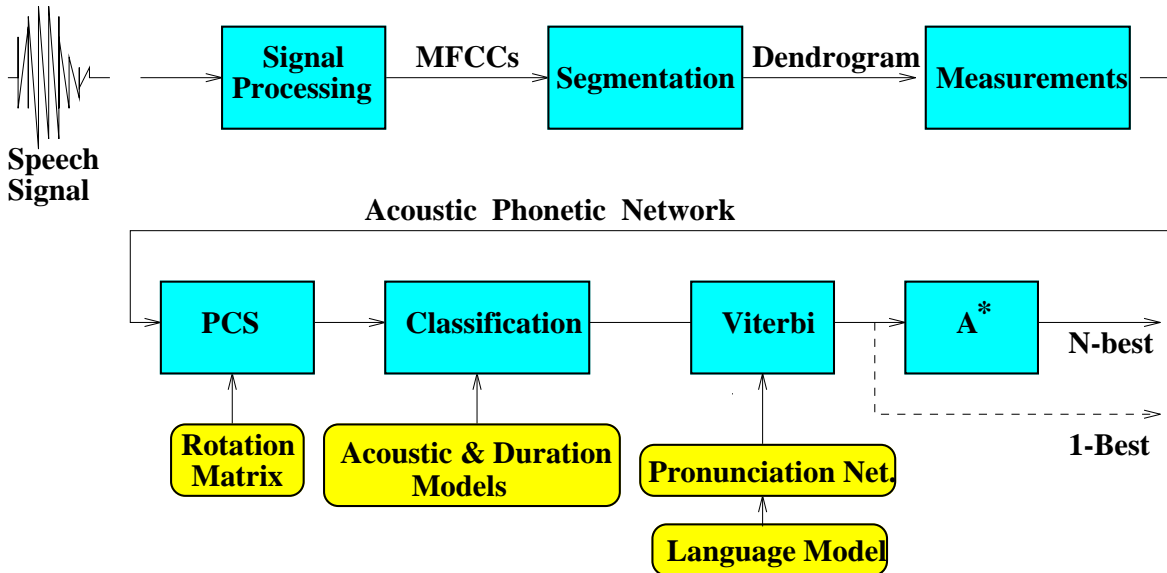 Speech
Signal
Signal
Processing
MFCCs
Segmentation
Dendrogram
Measurements
Acoustic Phonetic Network
PCS
Classification
Viterbi
A*
N-best
1-Best
Rotation
Matrix
Acoustic & Duration
Models
Pronunciation Net.
Language Model